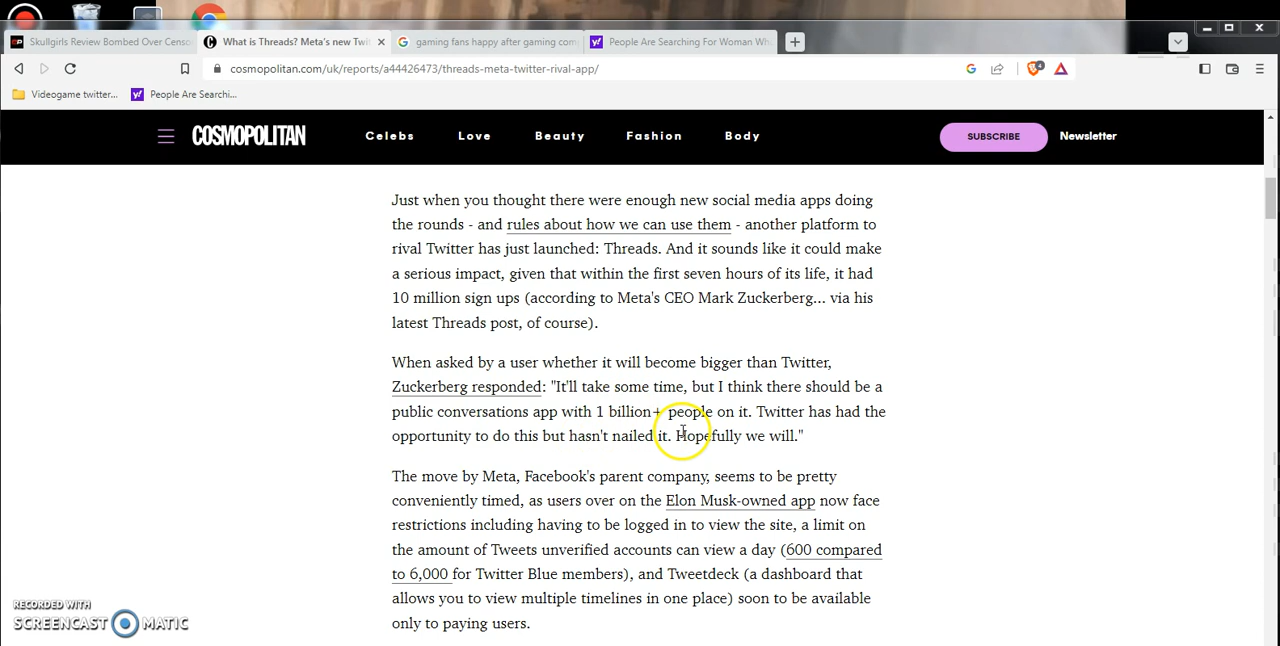 Skullgirls Review Bombed Over Censo
What is Threads? Meta's new Twi
gaming fans happy after gaming com
People Are Searching For Woman Wh
cosmopolitan.com/uk/reports/a44426473/threads-meta-twitter-rival-app/
4
Videogame twitter...
People Are Searchi...
COSMOPOLITAN
Celebs
Love
Beauty
Fashion
Body
SUBSCRIBE
Newsletter
Just when you thought there were enough new social media apps doing
the rounds - and rules about how we can use them - another platform to
rival Twitter has just launched: Threads. And it sounds like it could make
a serious impact, given that within the first seven hours of its life, it had
10 million sign ups (according to Meta's CEO Mark Zuckerberg... via his
latest Threads post, of course).
When asked by a user whether it will become bigger than Twitter,
Zuckerberg responded: "It'll take some time, but I think there should be a
public conversations app with 1 billion+ people on it. Twitter has had the
opportunity to do this but hasn't nailed it. Hopefully we will."
The move by Meta, Facebook's parent company, seems to be pretty
conveniently timed, as users over on the Elon Musk-owned app now face
restrictions including having to be logged in to view the site, a limit on
the amount of Tweets unverified accounts can view a day (600 compared
to 6,000 for Twitter Blue members), and Tweetdeck (a dashboard that
allows you to view multiple timelines in one place) soon to be available
only to paying users.
RECORDED WITH
SCREENCAST MATIC